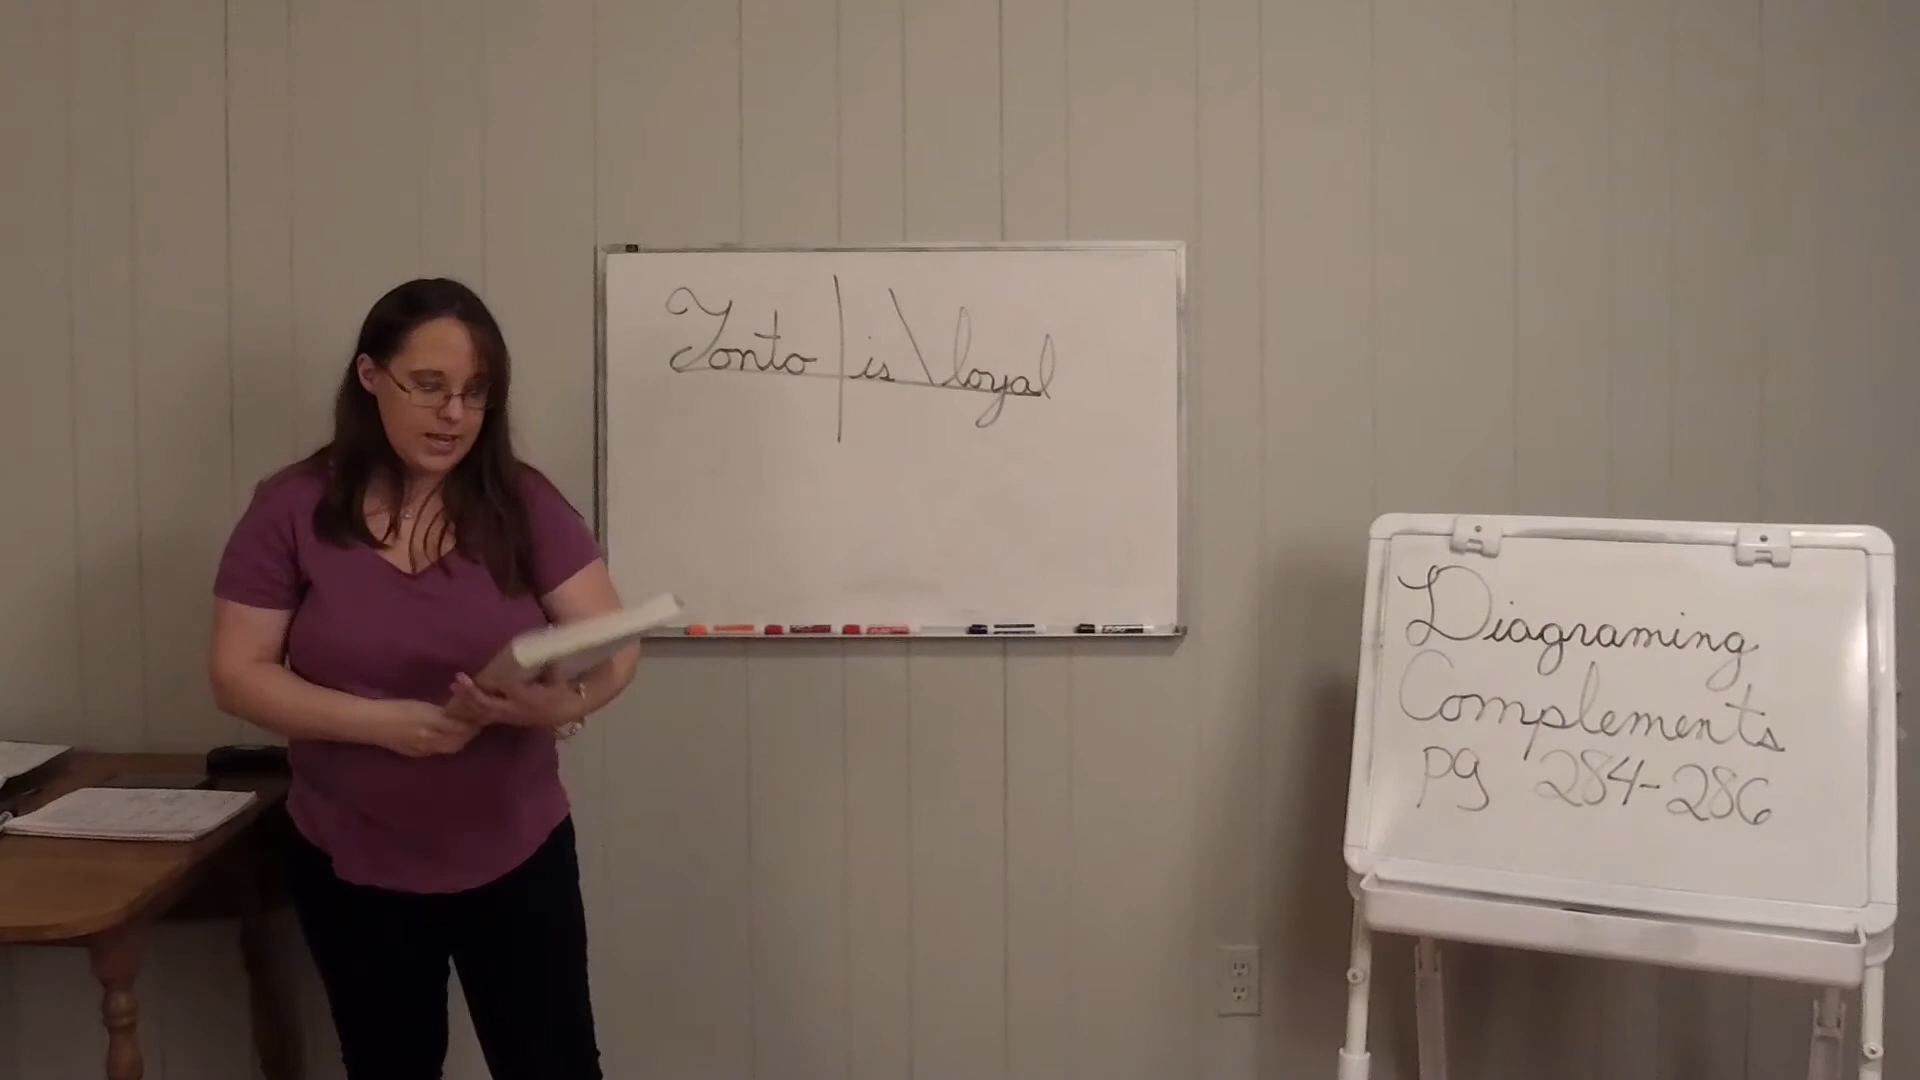 Tonto is loyal
Diagraming
Complements
pg 284-286